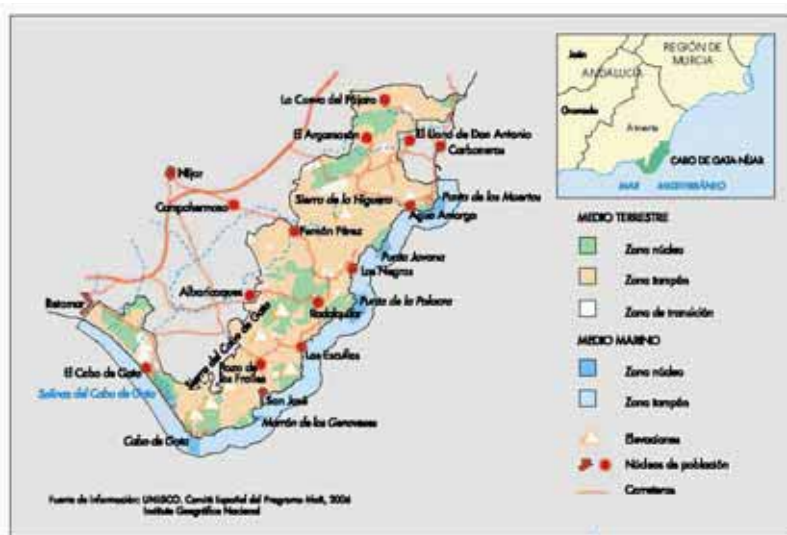 La Cueva del Pájaro
El Argamasón
El Llano de Don Antonio
Carboneras
Níjar
Campohermoso
Sierra de la Higuera
Punta de los Muertos
Agua Amarga
Fernán Pérez
Punta Javana
Las Negras
Albaricoques
Punta de la Polacra
Retamar
Rodalquilar
Sierra del Cabo de Gata
Los Escullos
El Cabo de Gata
Pozo de
los Frailes
Salinas del Cabo de Gata
San José
Morrón de los Genoveses
Cabo de Gata
Fuente de Información: UNESCO. Comité Español del Programa MaB, 2006
Instituto Geográfico Nacional
Jaén
REGIÓN DE
MURCIA
ANDALUCÍA
Granada
Almería
CABO DE GATA-NÍJAR
MAR MEDITERRÁNEO
MEDIO TERRESTRE
Zona núcleo
Zona tampón
Zona de transición
MEDIO MARINO
Zona núcleo
Zona tampón
Elevaciones
Núcleos de población
Carreteras